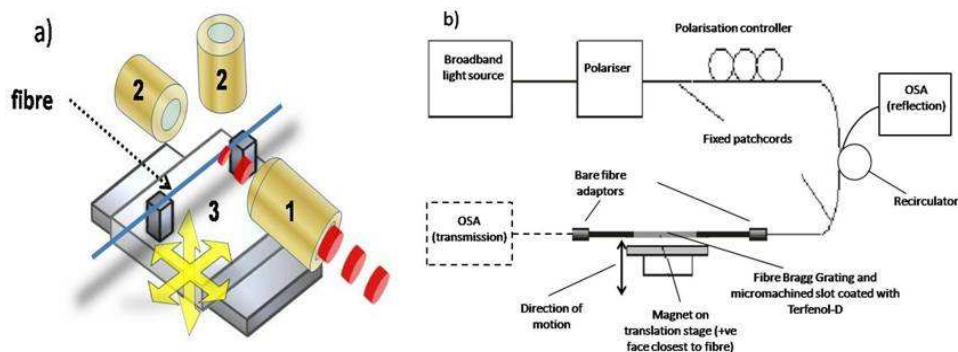 a)
2
2
fibre
1
3
b)
Polarisation controller
Broadband
light source
Polariser
OSA
(reflection)
Fixed patchcords
Bare fibre
adaptors
Recirculator
OSA
(transmission)
Direction of
motion
Magnet on
translation stage (+ve
face closest to fibre)
Fibre Bragg Grating and
micromachined slot coated with
Terfenol-D